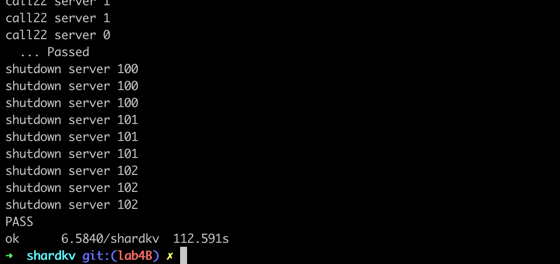 call22 server 1
call22 server 1
call22 server 0
... Passed
shutdown server 100
shutdown server 100
shutdown server 100
shutdown server 101
shutdown server 101
shutdown server 101
shutdown server 102
shutdown server 102
shutdown server 102
PASS
ok 6.5840/shardkv 112.591s
➜ shardkv git:(lab4B) ✗